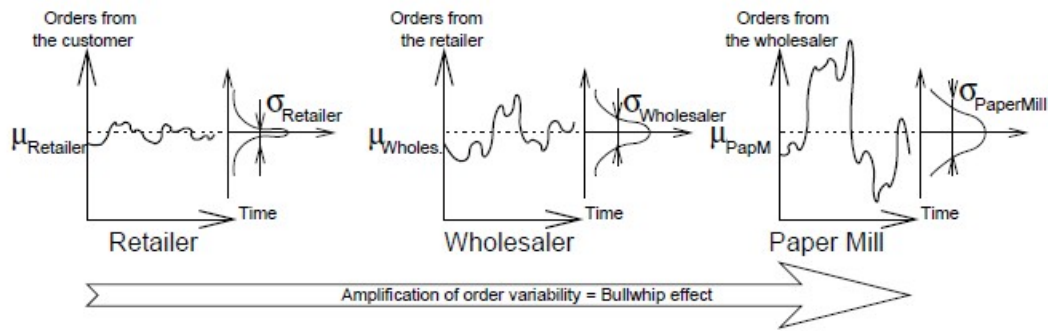 Orders from
the customer
σRetailer
μRetailer
Time
Retailer
Orders from
the retailer
σWholesaler
μWholes.
Time
Wholesaler
Orders from
the wholesaler
σPaperMill
μPapM
Time
Paper Mill
Amplification of order variability = Bullwhip effect